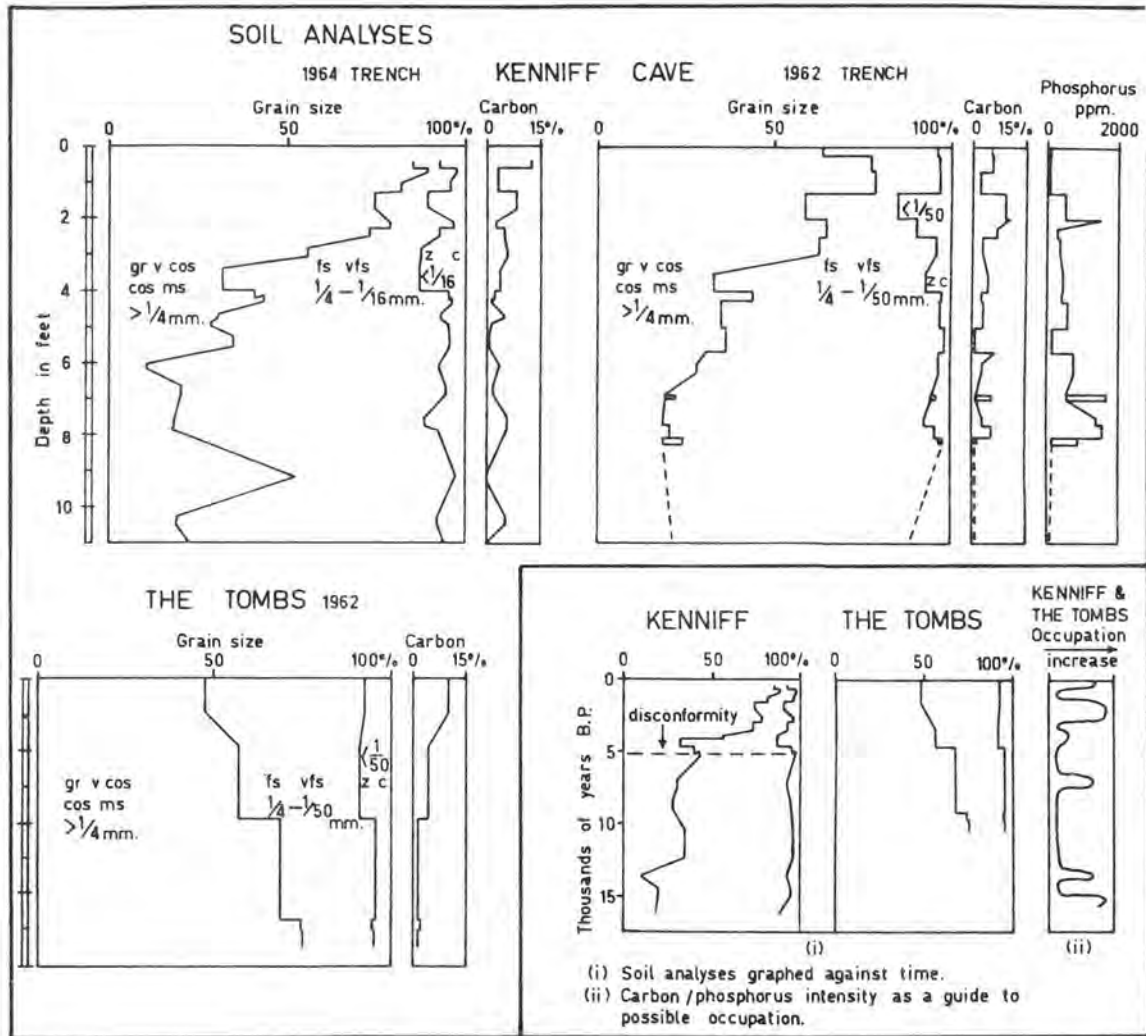 SOIL ANALYSES
1964 TRENCH KENNIFF CAVE 1962 TRENCH
Grain size Carbon Grain size Carbon Phosphorus ppm.
0 50 100% 0 15% 0 50 100% 0 15% 0 2000
0
2
4
6
8
10
Depth in feet
gr v cos
cos ms
>1/4 mm.
fs vfs
1/4 – 1/16 mm.
z c
<1/16
gr v cos
cos ms
>1/4 mm.
fs vfs
1/4 – 1/50 mm.
<1/50
z c
THE TOMBS 1962
Grain size Carbon
0 50 100% 0 15%
gr v cos
cos ms
>1/4 mm.
fs vfs
1/4 – 1/50 mm.
<1/50
z c
KENNIFF THE TOMBS
KENNIFF &
THE TOMBS
Occupation
increase
0 50 100% 0 50 100%
0
5
10
15
Thousands of years B.P.
disconformity
(i) (ii)
(i) Soil analyses graphed against time.
(ii) Carbon/phosphorus intensity as a guide to
possible occupation.